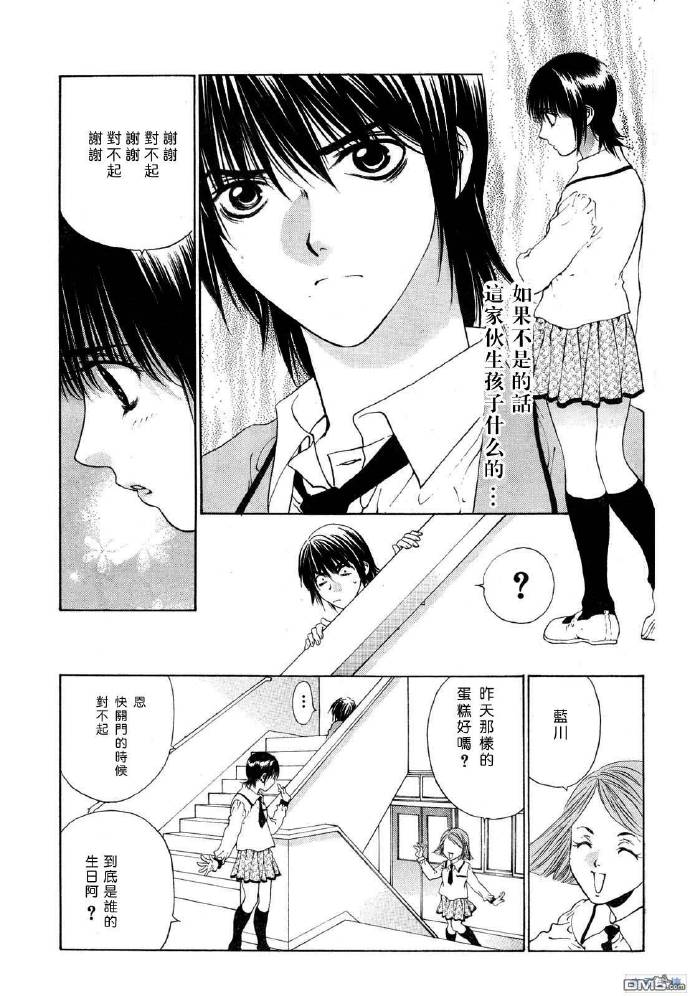 如果不是的話
這家伙生孩子什么的…
謝謝
對不起
謝謝
對不起
謝謝
？
藍川
昨天那樣的
蛋糕好嗎？
…
恩
快關門的時候
對不起
到底是誰的
生日阿？